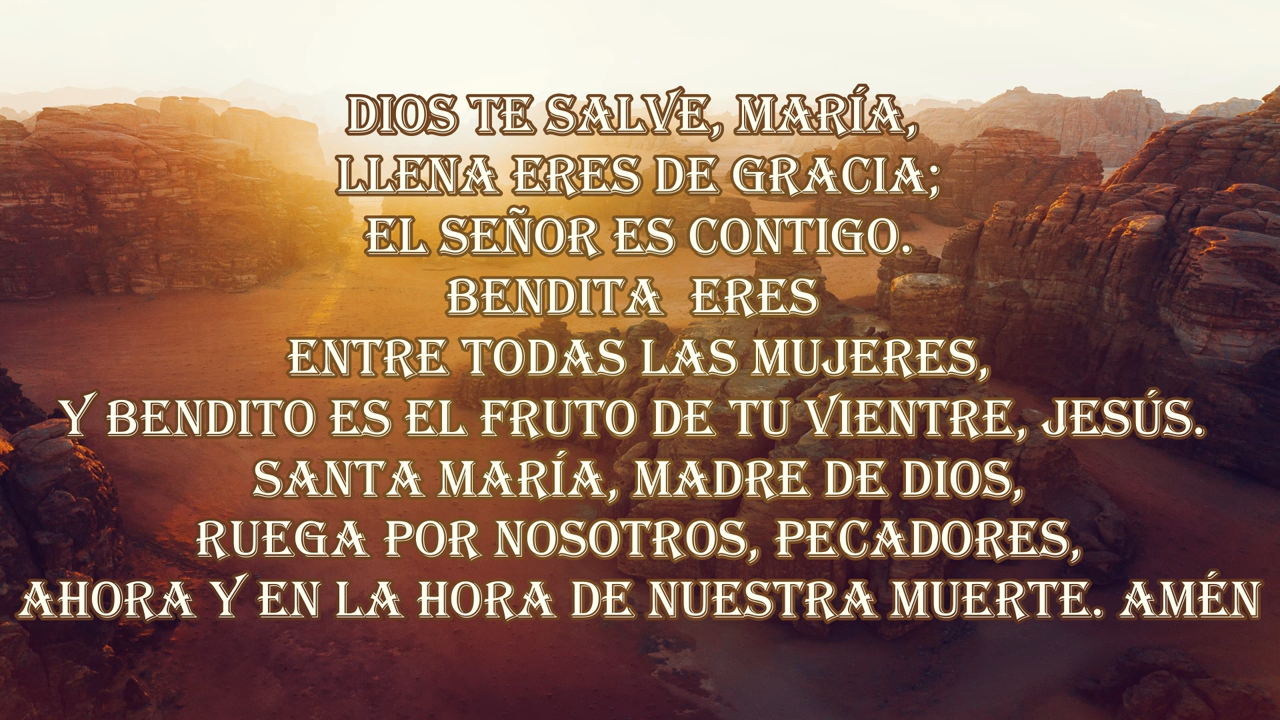 DIOS TE SALVE, MARÍA,
LLENA ERES DE GRACIA;
EL SEÑOR ES CONTIGO.
BENDITA ERES
ENTRE TODAS LAS MUJERES,
Y BENDITO ES EL FRUTO DE TU VIENTRE, JESÚS.
SANTA MARÍA, MADRE DE DIOS,
RUEGA POR NOSOTROS, PECADORES,
AHORA Y EN LA HORA DE NUESTRA MUERTE. AMÉN